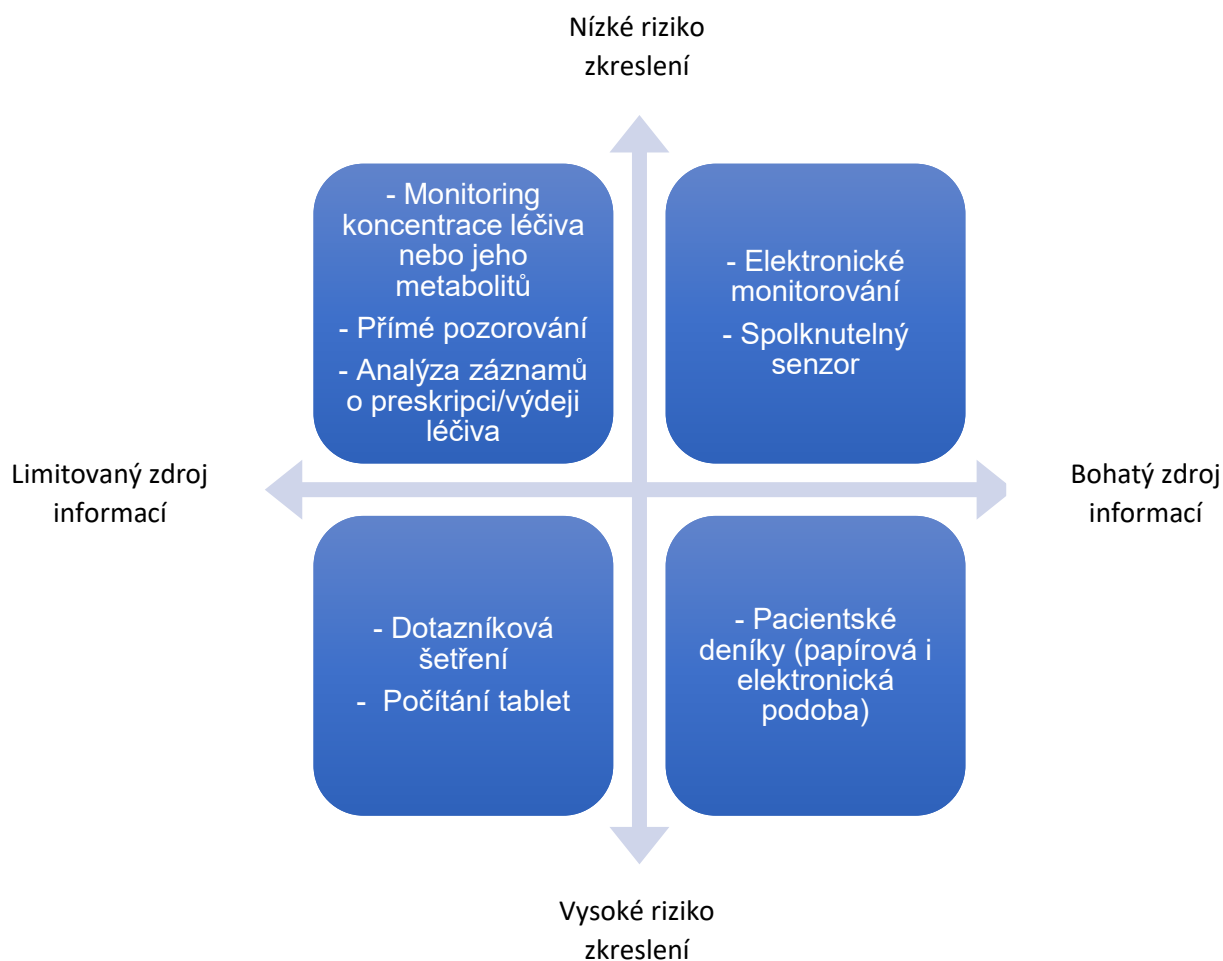 Nízké riziko
zkreslení
- Monitoring
koncentrace léčiva
nebo jeho
metabolitů
- Přímé pozorování
- Analýza záznamů
o preskripci/výdeji
léčiva
- Elektronické
monitorování
- Spolknutelný
senzor
Limitovaný zdroj
informací
Bohatý zdroj
informací
- Dotazníková
šetření
- Počítání tablet
- Pacientské
deníky (papírová i
elektronická
podoba)
Vysoké riziko
zkreslení